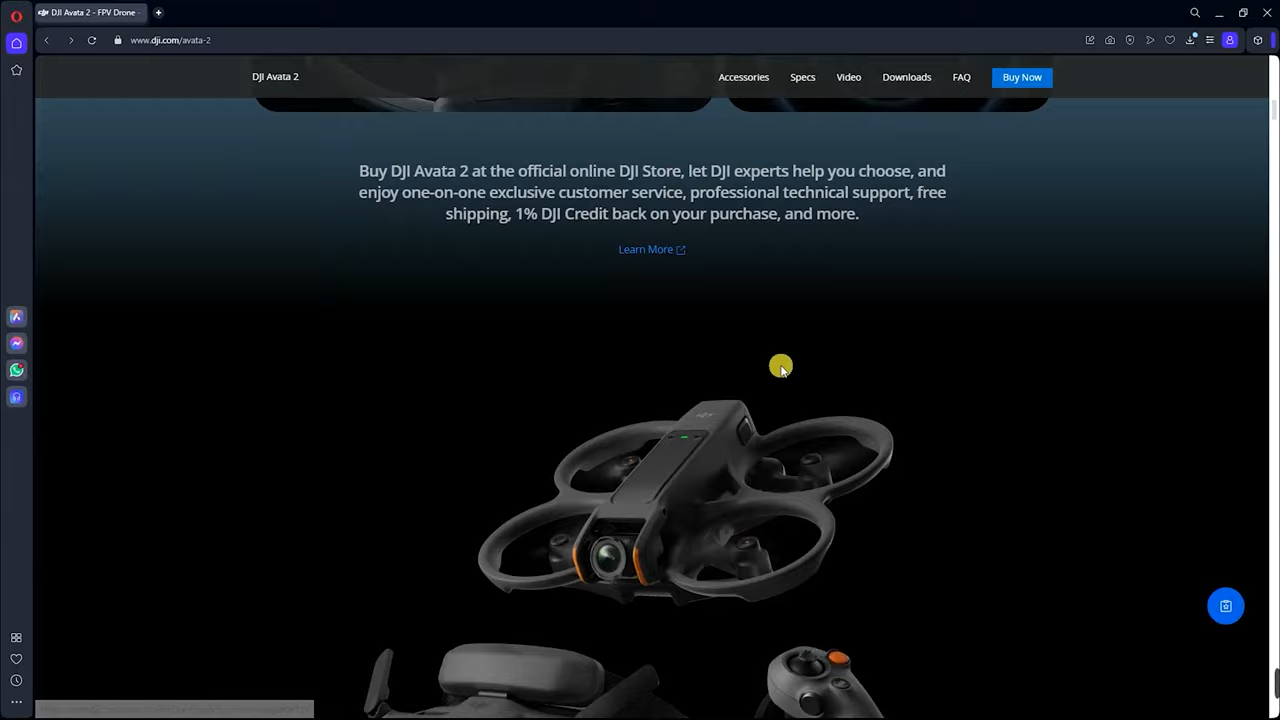 DJI Avata 2 - FPV Drone -
www.dji.com/avata-2
DJI Avata 2
Accessories
Specs
Video
Downloads
FAQ
Buy Now
Buy DJI Avata 2 at the official online DJI Store, let DJI experts help you choose, and
enjoy one-on-one exclusive customer service, professional technical support, free
shipping, 1% DJI Credit back on your purchase, and more.
Learn More